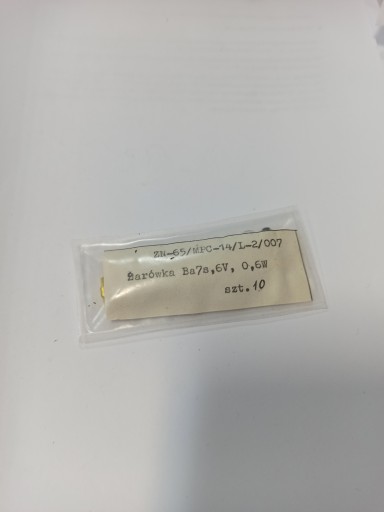 ZN-65/MPC-14/L-2/007
Żarówka Ba7s,6V, 0,6W
szt.10